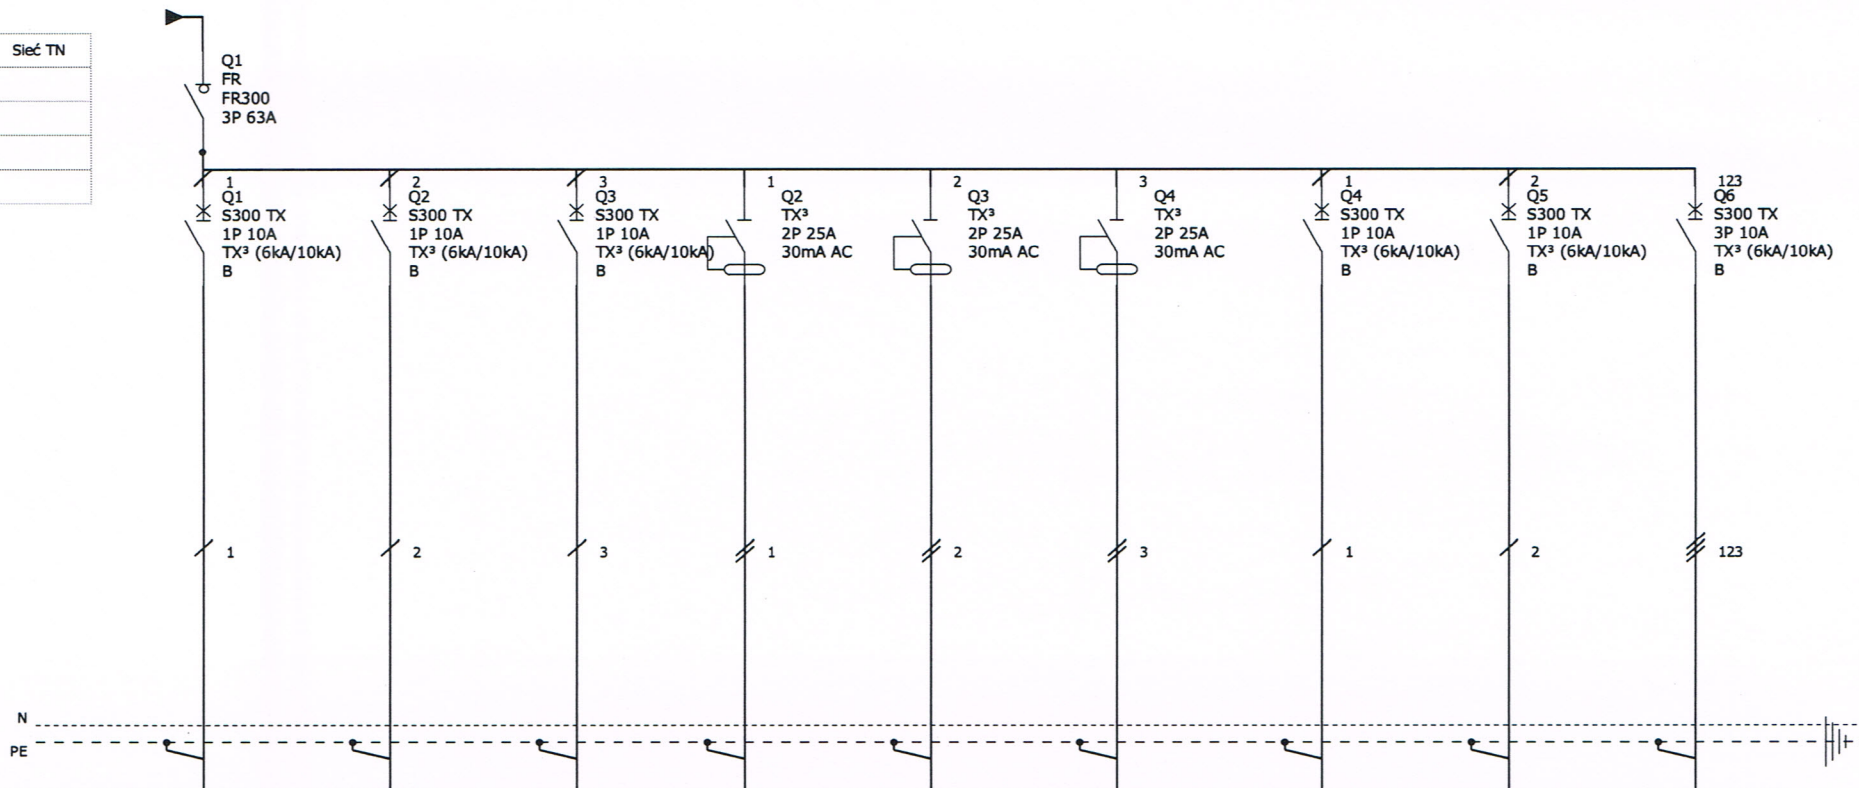 Sieć TN
Q1
FR
FR300
3P 63A
1
Q1
S300 TX
1P 10A
TX³ (6kA/10kA)
B
2
Q2
S300 TX
1P 10A
TX³ (6kA/10kA)
B
3
Q3
S300 TX
1P 10A
TX³ (6kA/10kA)
B
1
Q2
TX³
2P 25A
30mA AC
2
Q3
TX³
2P 25A
30mA AC
3
Q4
TX³
2P 25A
30mA AC
1
Q4
S300 TX
1P 10A
TX³ (6kA/10kA)
B
2
Q5
S300 TX
1P 10A
TX³ (6kA/10kA)
B
123
Q6
S300 TX
3P 10A
TX³ (6kA/10kA)
B
1
2
3
1
2
3
1
2
123
N
PE